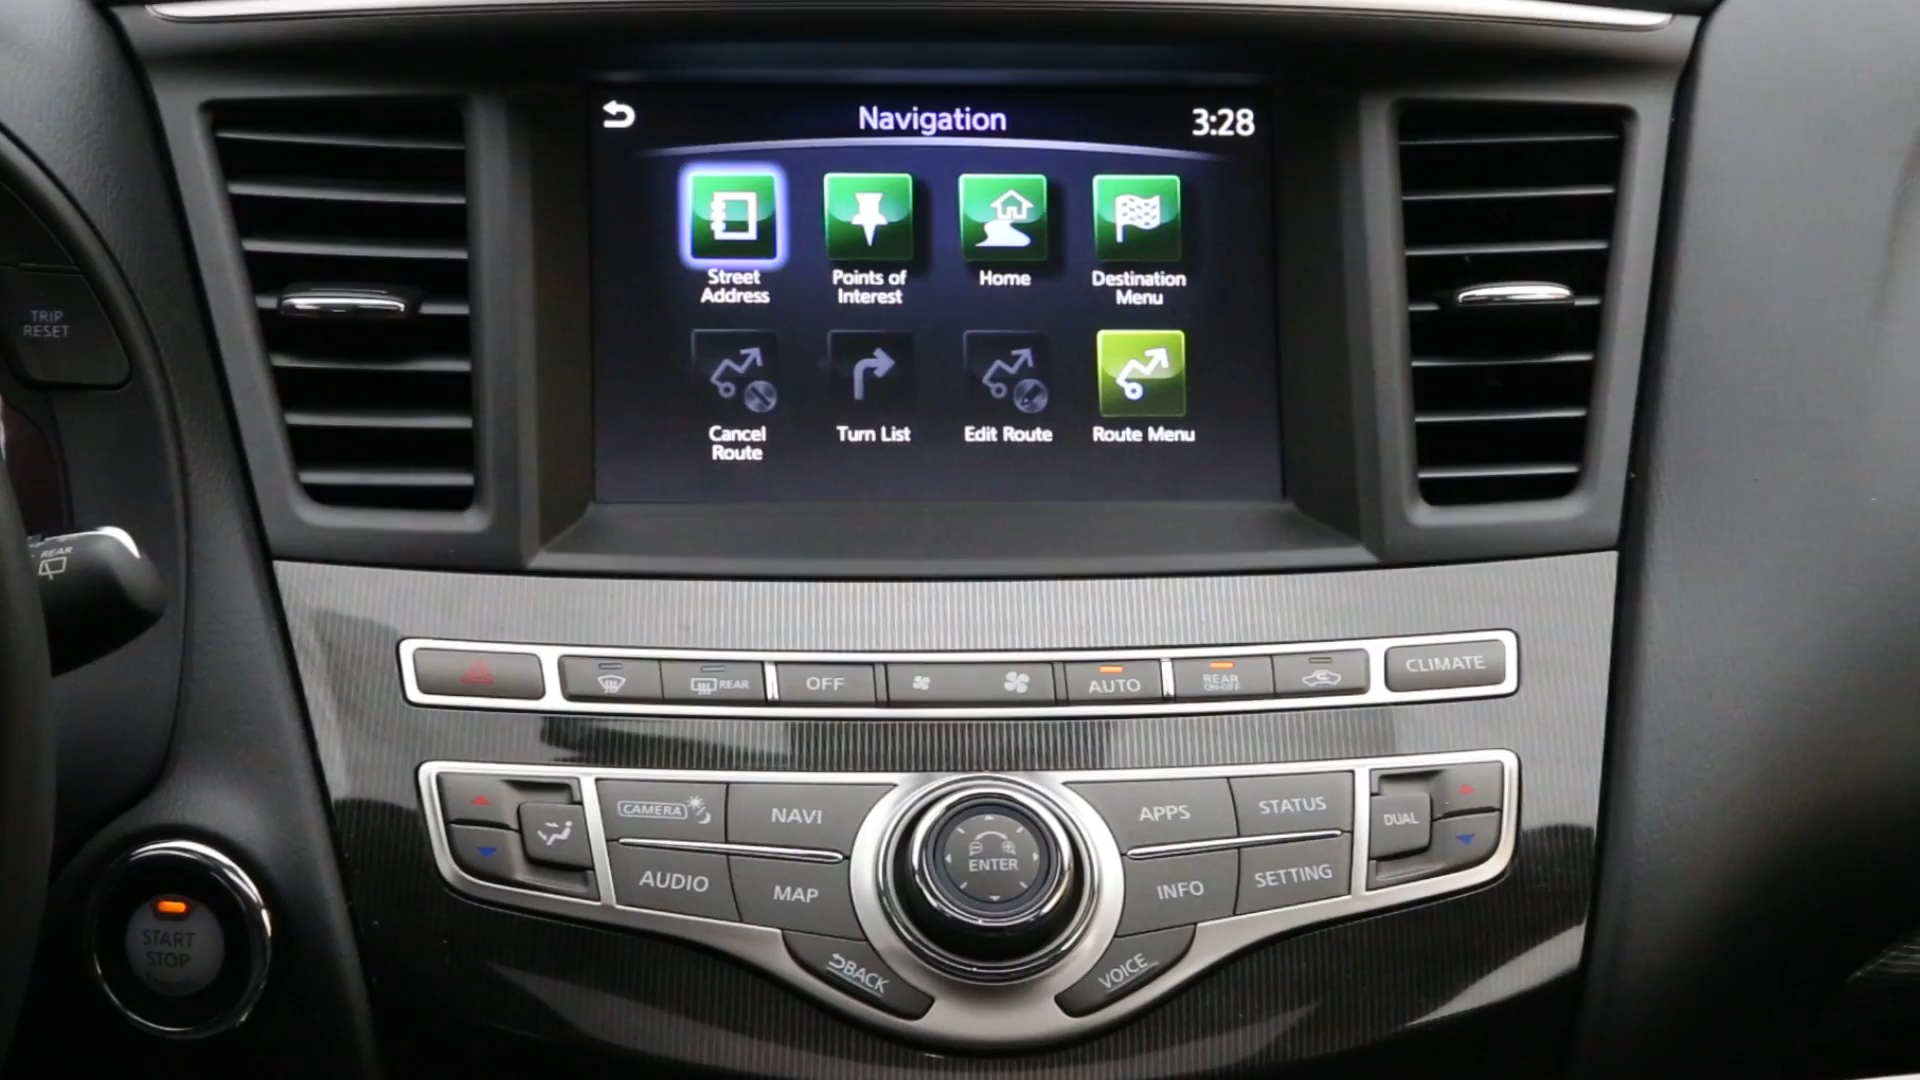 Navigation
3:28
Street
Address
Points of
Interest
Home
Destination
Menu
Cancel
Route
Turn List
Edit Route
Route Menu
TRIP
RESET
REAR
REAR
OFF
AUTO
REAR
ON·OFF
CLIMATE
CAMERA
NAVI
APPS
STATUS
DUAL
ENTER
AUDIO
MAP
INFO
SETTING
BACK
VOICE
START
STOP